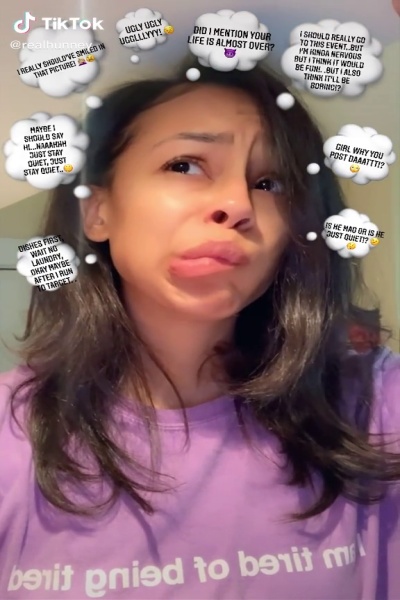 TikTok
UGLY UGLY
UGGLLLYYY! 🤢
DID I MENTION YOUR
LIFE IS ALMOST OVER?
😈
I SHOULD REALLY GO
TO THIS EVENT..BUT
I'M KINDA NERVOUS
BUT I THINK IT WOULD
BE FUN. BUT I ALSO
THINK IT'LL BE
BORING!?
I REALLY SHOULD'VE SMILED IN
THAT PICTURE!
MAYBE I
SHOULD SAY
HI...NAAAHHH
JUST STAY
QUIET, JUST
STAY QUIET..
GIRL WHY YOU
POST DAAATTT!?
IS HE MAD OR IS HE
JUST QUIET!?
DISHES FIRST,
WAIT NO
LAUNDRY,
OKAY MAYBE
AFTER I RUN
TO TARGET.
am tired of being tired